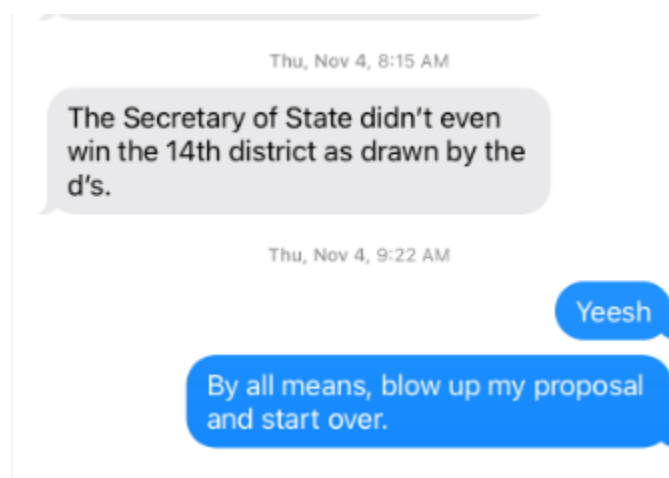 Thu, Nov 4, 8:15 AM
The Secretary of State didn’t even
win the 14th district as drawn by the
d’s.
Thu, Nov 4, 9:22 AM
Yeesh
By all means, blow up my proposal
and start over.